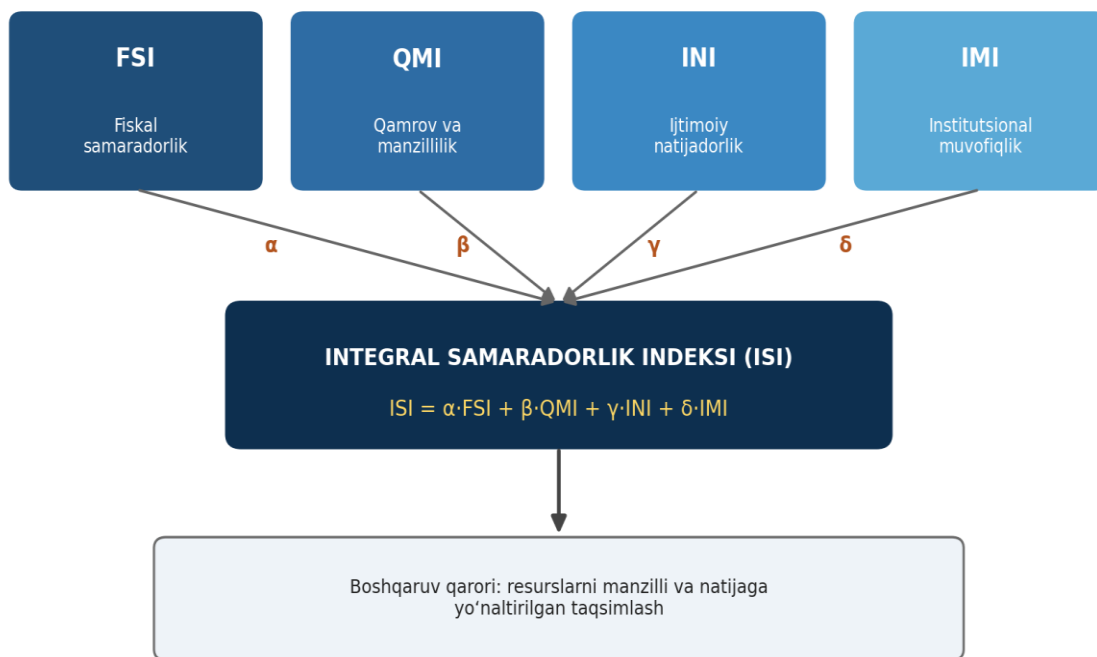 FSI
Fiskal
samaradorlik
QMI
Qamrov va
manzillilik
INI
Ijtimoiy
natijadorlik
IMI
Institutsional
muvofiqlik
α
β
γ
δ
INTEGRAL SAMARADORLIK INDEKSI (ISI)
ISI = α·FSI + β·QMI + γ·INI + δ·IMI
Boshqaruv qarori: resurslarni manzilli va natijaga
yo‘naltirilgan taqsimlash